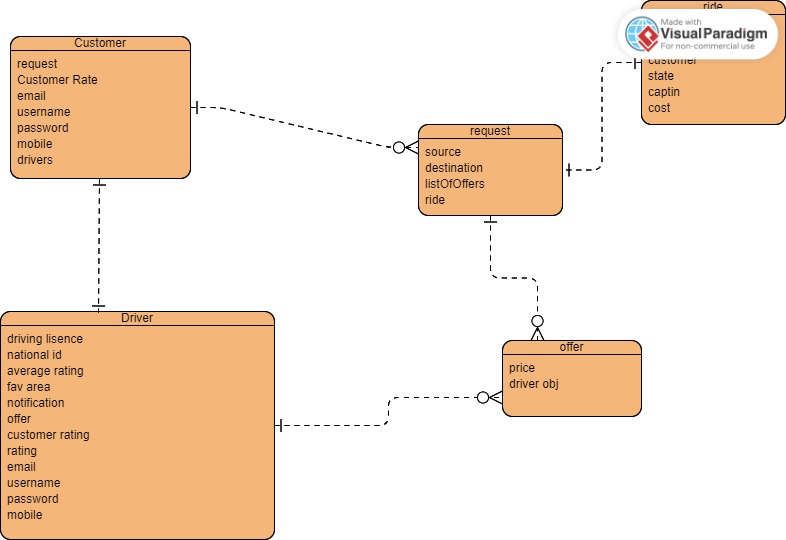 Customer
request
Customer Rate
email
username
password
mobile
drivers
ride
Made with
Visual Paradigm
For non-commercial use
customer
state
captin
cost
request
source
destination
listOfOffers
ride
Driver
driving lisence
national id
average rating
fav area
notification
offer
customer rating
rating
email
username
password
mobile
offer
price
driver obj